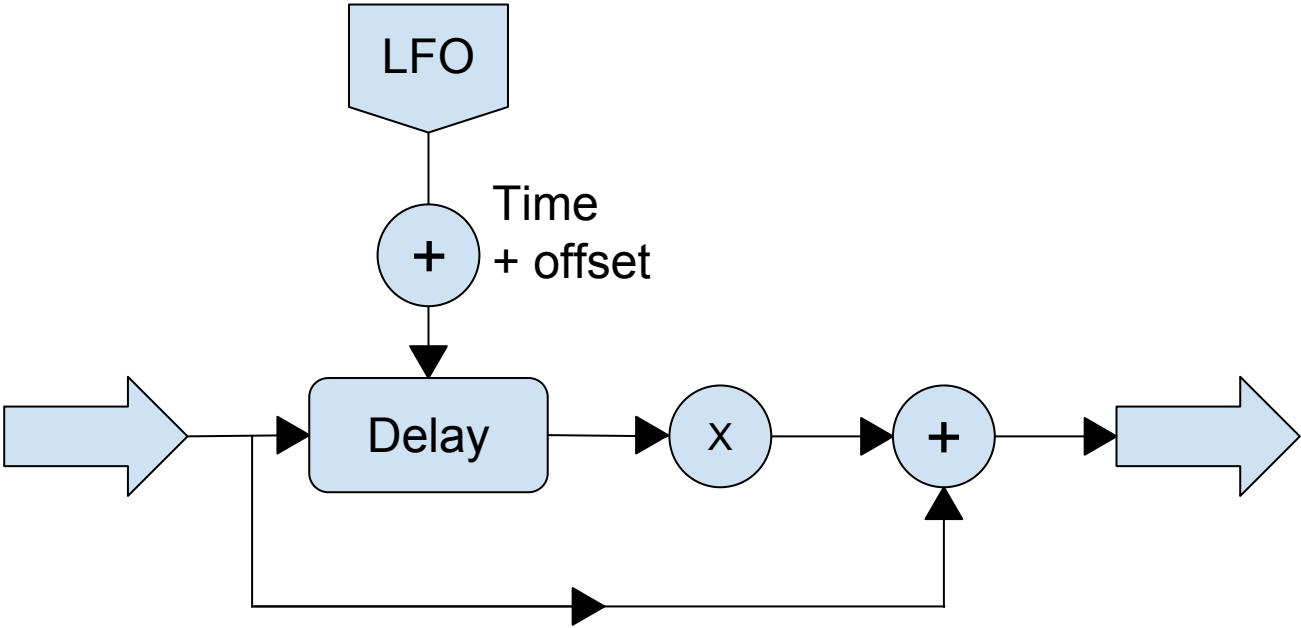 LFO
Time
+
+ offset
Delay
x
+